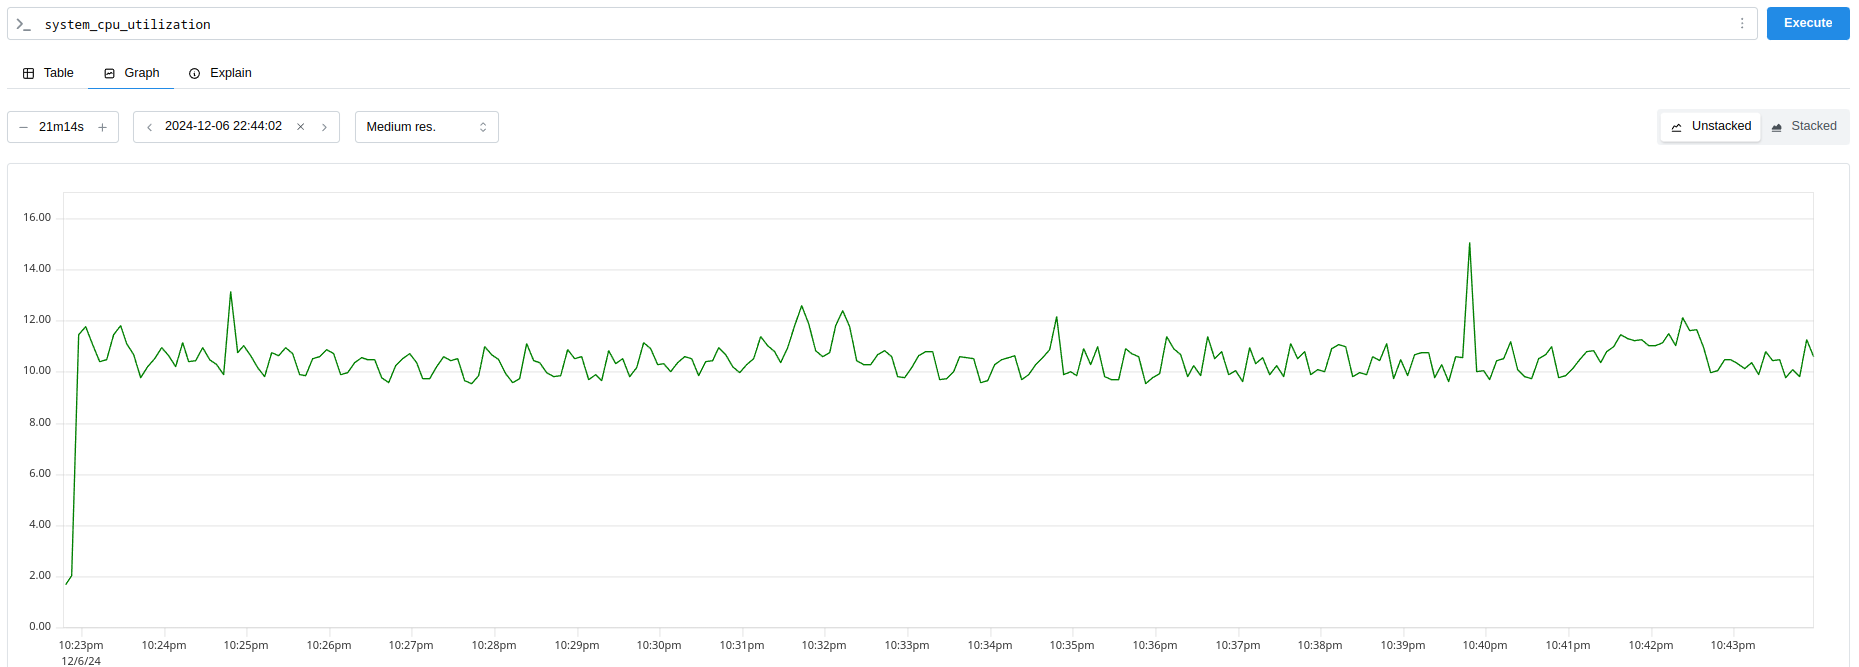 system_cpu_utilization
Execute
Table Graph Explain
21m14s 2024-12-06 22:44:02 Medium res. Unstacked Stacked
16.00
14.00
12.00
10.00
8.00
6.00
4.00
2.00
0.00
10:23pm 10:24pm 10:25pm 10:26pm 10:27pm 10:28pm 10:29pm 10:30pm 10:31pm 10:32pm 10:33pm 10:34pm 10:35pm 10:36pm 10:37pm 10:38pm 10:39pm 10:40pm 10:41pm 10:42pm 10:43pm
12/6/24